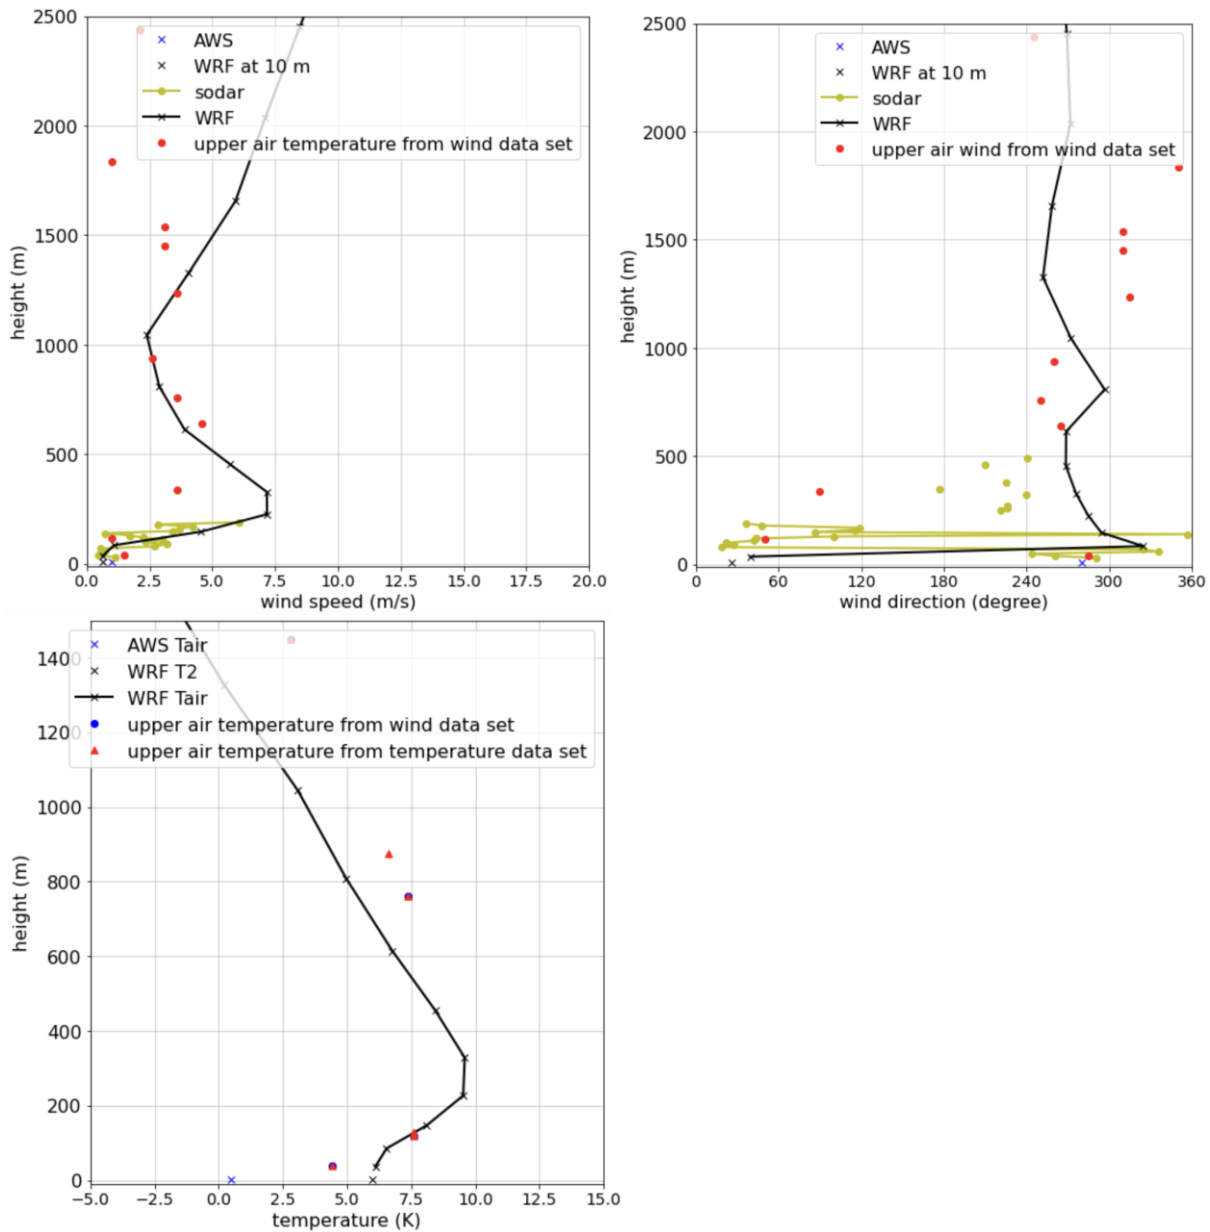 2500
2000
1500
1000
500
0
height (m)
AWS
WRF at 10 m
sodar
WRF
upper air temperature from wind data set
0.0 2.5 5.0 7.5 10.0 12.5 15.0 17.5 20.0
wind speed (m/s)
2500
2000
1500
1000
500
0
height (m)
AWS
WRF at 10 m
sodar
WRF
upper air wind from wind data set
0 60 120 180 240 300 360
wind direction (degree)
1400
1200
1000
800
600
400
200
0
height (m)
AWS Tair
WRF T2
WRF Tair
upper air temperature from wind data set
upper air temperature from temperature data set
-5.0 -2.5 0.0 2.5 5.0 7.5 10.0 12.5 15.0
temperature (K)